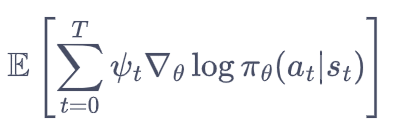 𝔼 [ ∑_{t=0}^{T} ψ_t ∇_θ log π_θ(a_t|s_t) ]